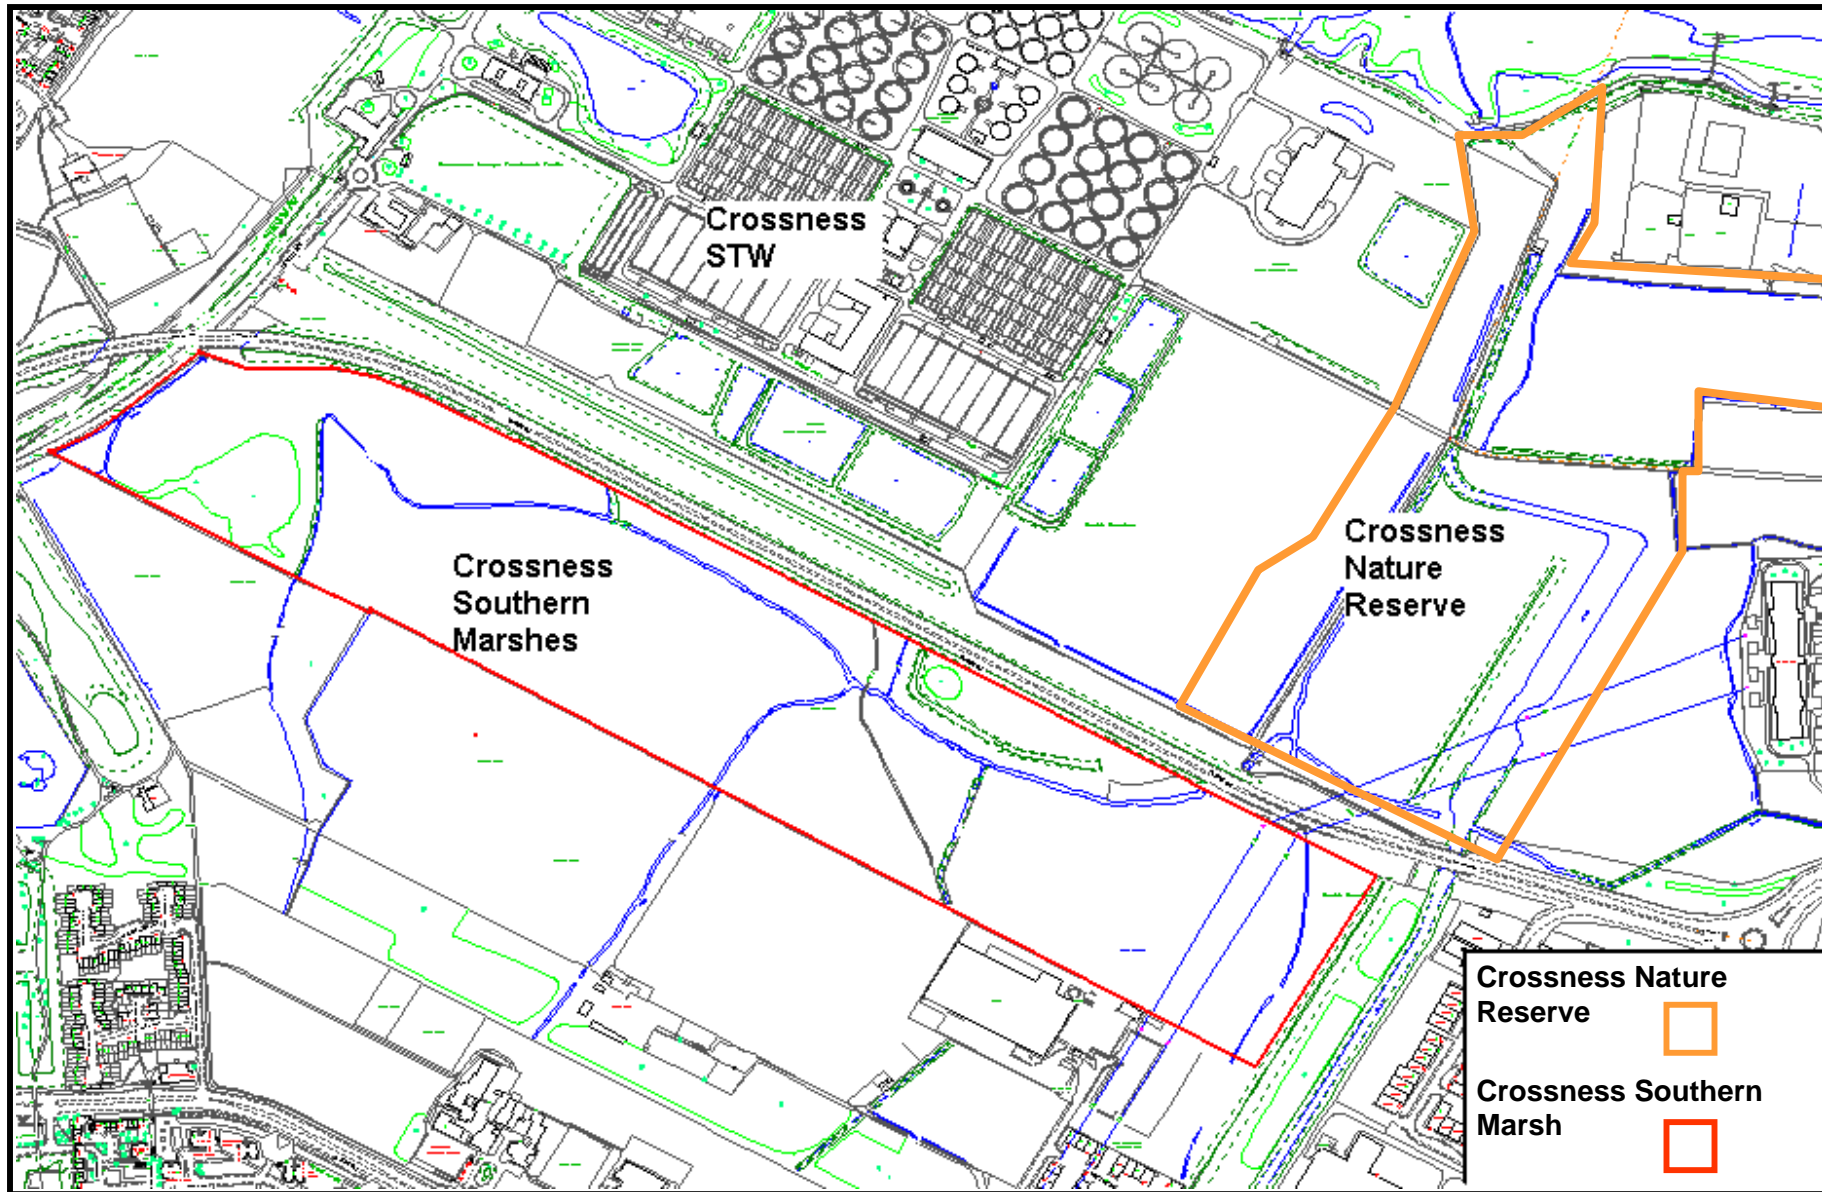 Crossness
STW
Crossness
Southern
Marshes
Crossness
Nature
Reserve
Crossness Nature
Reserve
Crossness Southern
Marsh